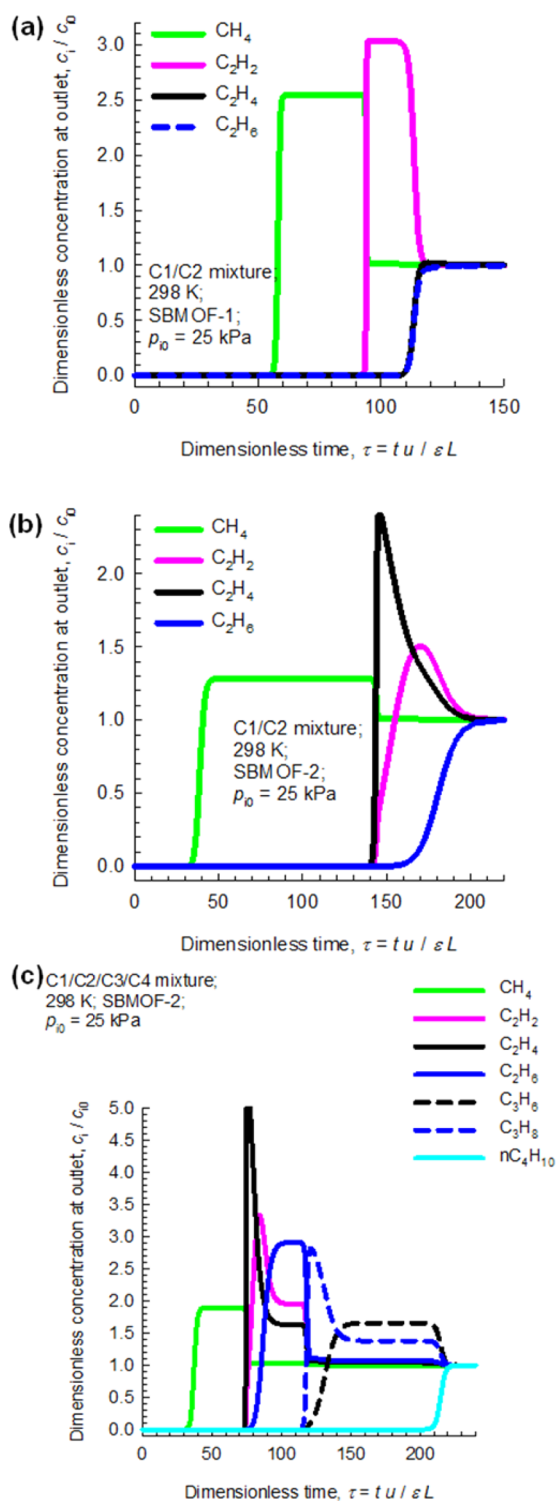 (a)
Dimensionless concentration at outlet, cᵢ / cᵢ₀
CH₄
C₂H₂
C₂H₄
C₂H₆
3.0
2.5
2.0
1.5
1.0
0.5
0.0
C1/C2 mixture;
298 K;
SBMOF-1;
pᵢ₀ = 25 kPa
0 50 100 150
Dimensionless time, τ = t u / ε L
(b)
Dimensionless concentration at outlet, cᵢ / cᵢ₀
CH₄
C₂H₂
C₂H₄
C₂H₆
2.0
1.5
1.0
0.5
0.0
C1/C2 mixture;
298 K;
SBMOF-2;
pᵢ₀ = 25 kPa
0 50 100 150 200
Dimensionless time, τ = t u / ε L
(c)
C1/C2/C3/C4 mixture;
298 K; SBMOF-2;
pᵢ₀ = 25 kPa
CH₄
C₂H₂
C₂H₄
C₂H₆
C₃H₆
C₃H₈
nC₄H₁₀
Dimensionless concentration at outlet, cᵢ / cᵢ₀
5.0
4.5
4.0
3.5
3.0
2.5
2.0
1.5
1.0
0.5
0.0
0 50 100 150 200
Dimensionless time, τ = t u / ε L